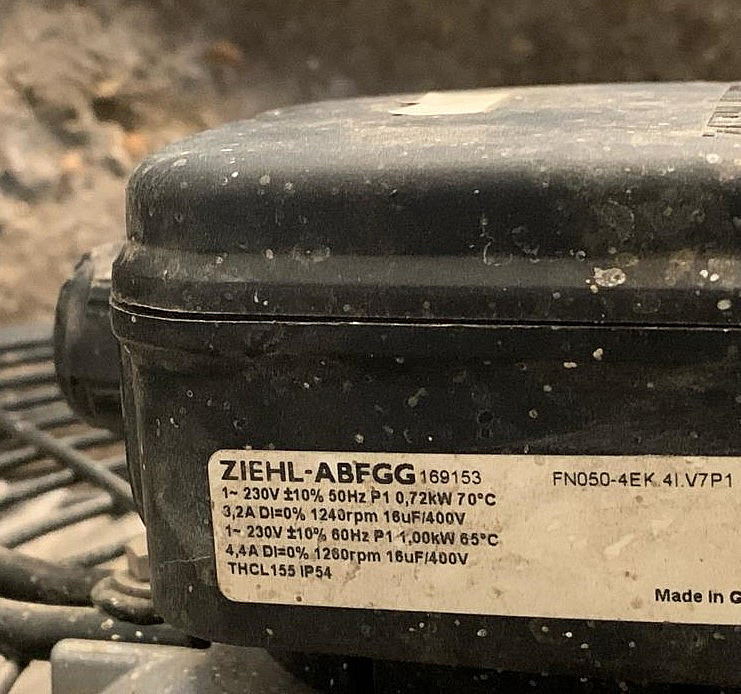 ZIEHL-ABFGG 169153 FN050-4EK.4I.V7P1
1~ 230V ±10% 50Hz P1 0,72kW 70°C
3,2A DI=0% 1240rpm 16uF/400V
1~ 230V ±10% 60Hz P1 1,00kW 65°C
4,4A DI=0% 1260rpm 16uF/400V
THCL155 IP54
Made in G